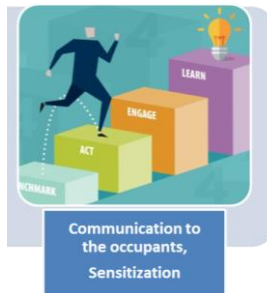 LEARN
ENGAGE
ACT
NCHMARK
Communication to
the occupants,
Sensitization